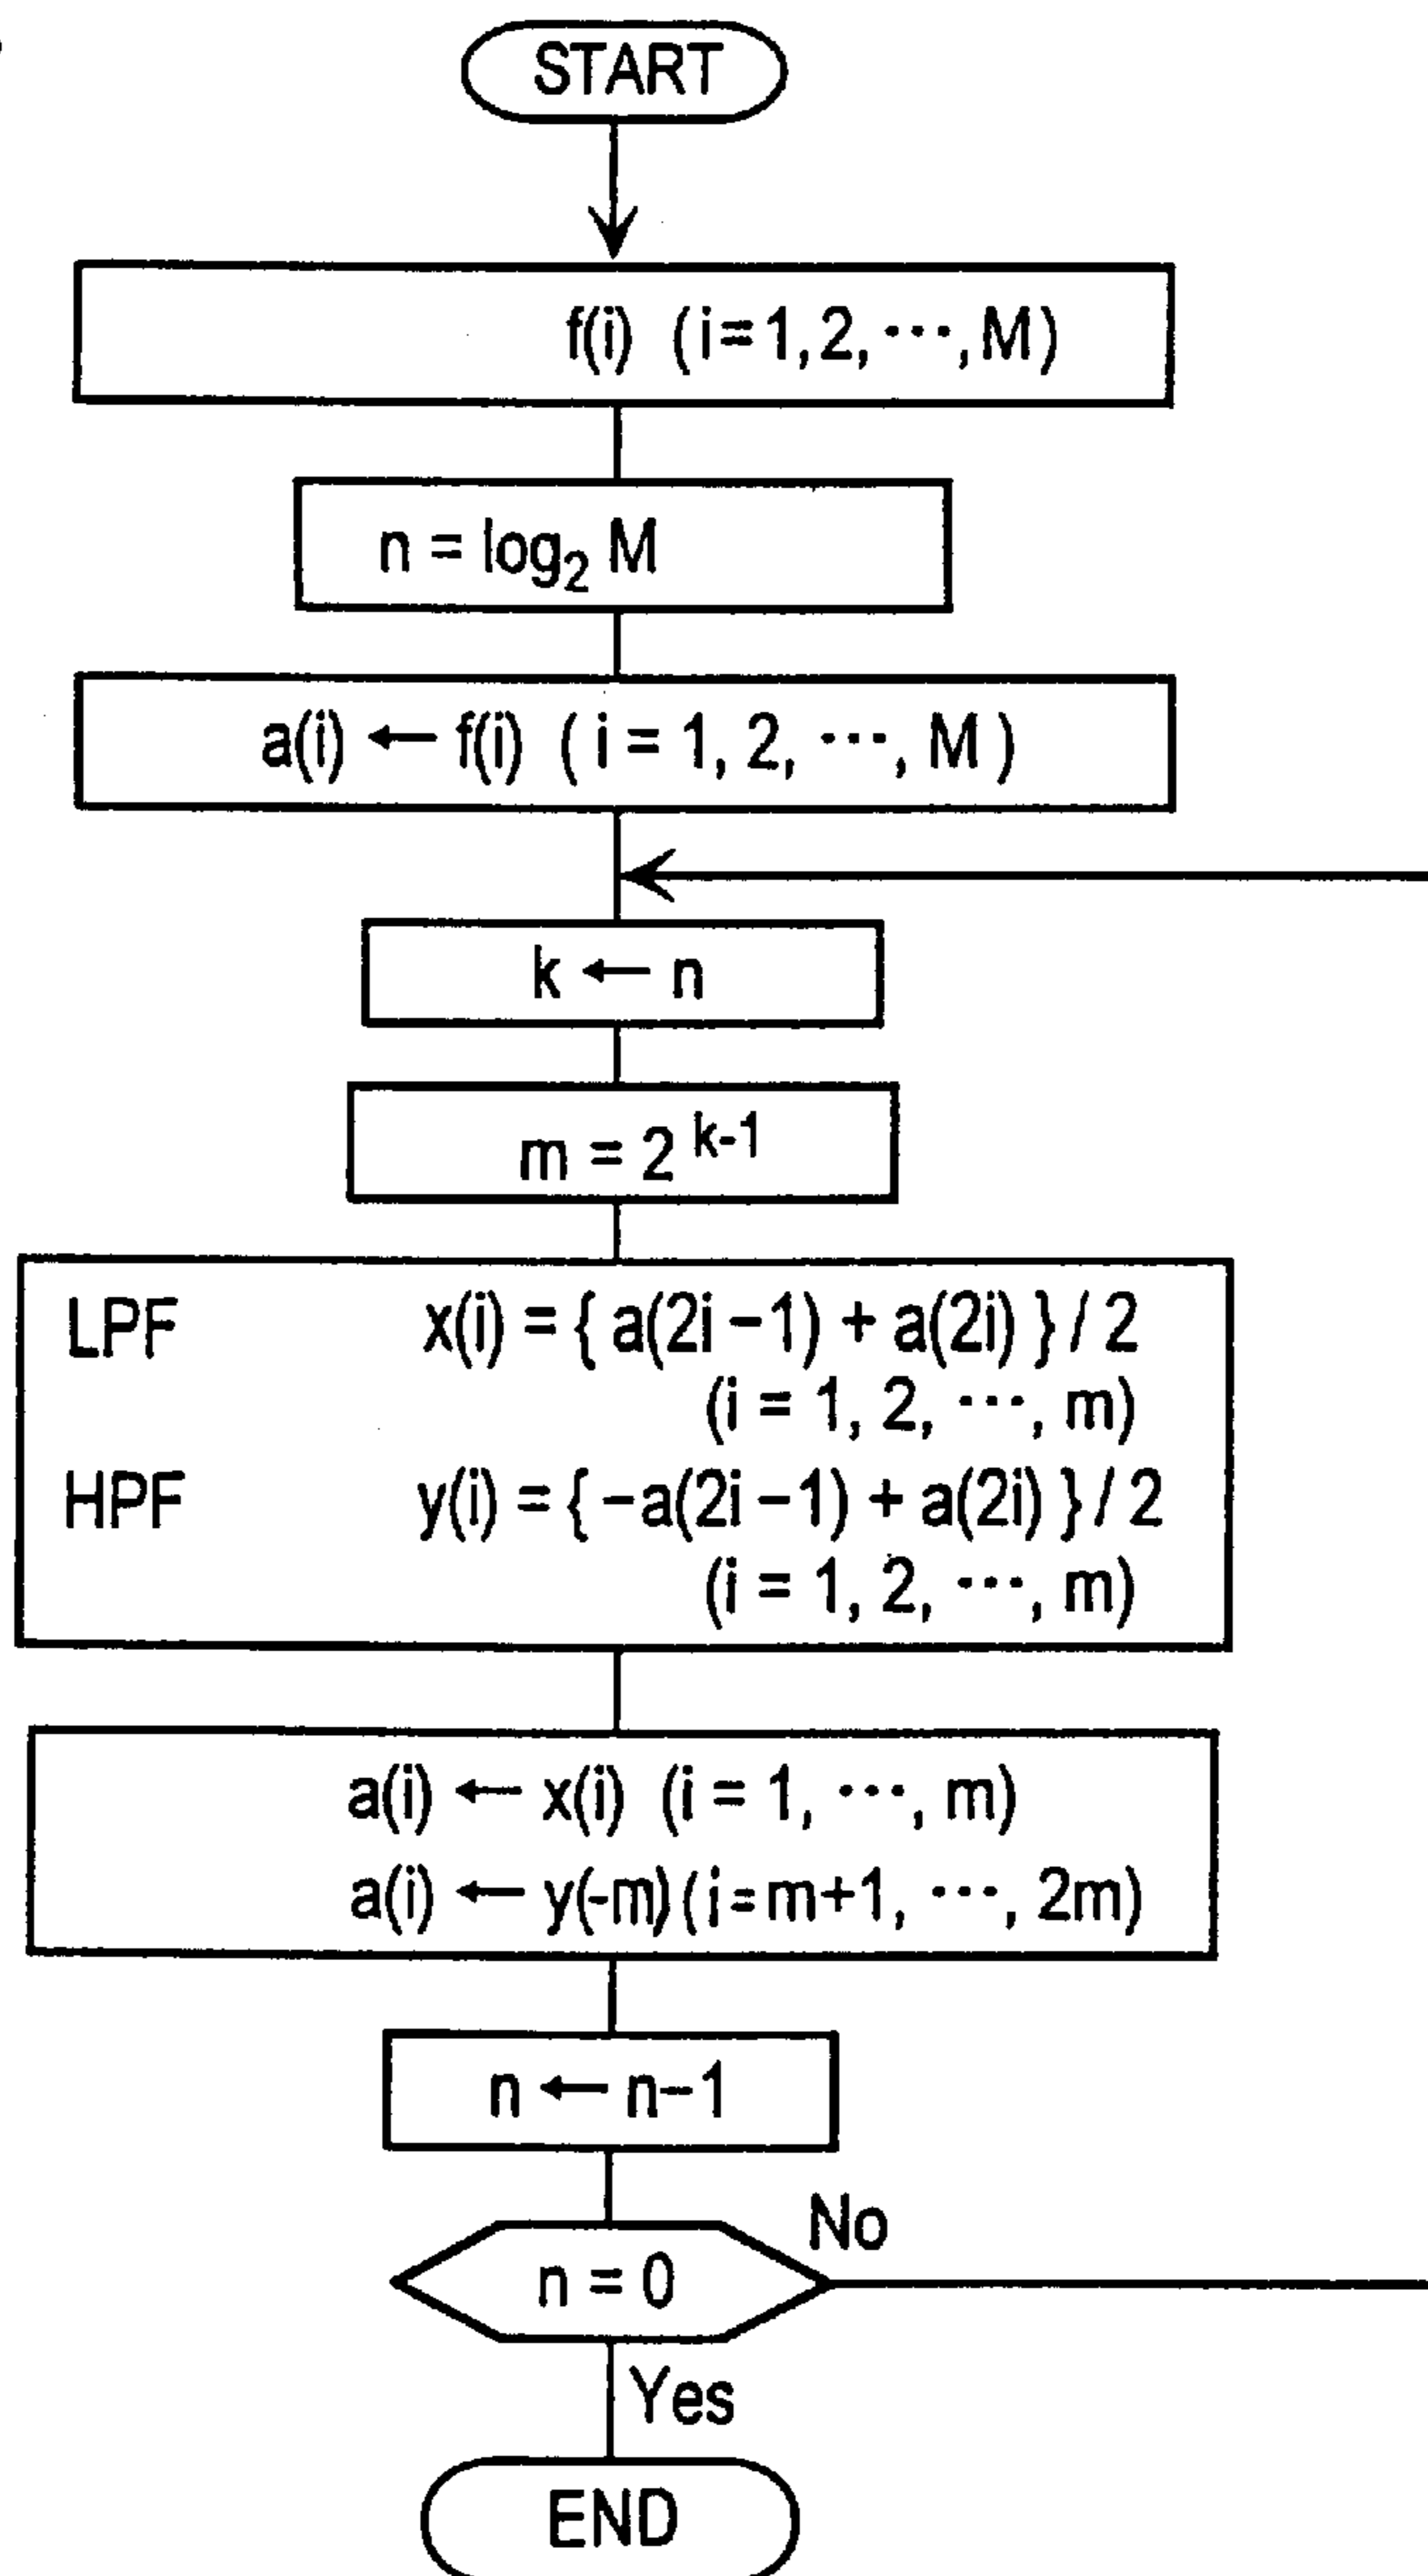 START
f(i) (i=1,2, ···, M)
n = log₂ M
a(i) ← f(i) ( i = 1, 2, ···, M )
k ← n
m = 2^k-1
LPF x(i) = { a(2i −1) + a(2i) } / 2
(i = 1, 2, ···, m)
HPF y(i) = { −a(2i −1) + a(2i) } / 2
(i = 1, 2, ···, m)
a(i) ← x(i) (i = 1, ···, m)
a(i) ← y(-m) (i=m+1, ···, 2m)
n ← n−1
No
n = 0
Yes
END